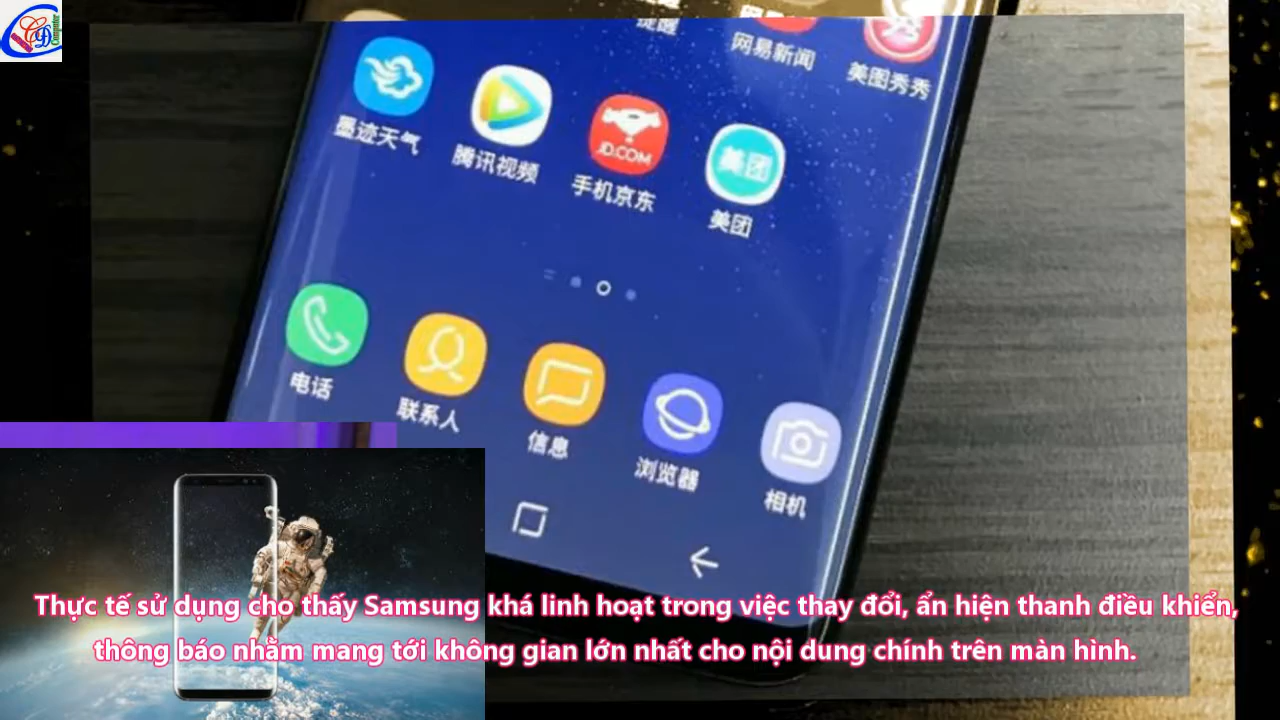 提醒
网易新闻
美图秀秀
墨迹天气
腾讯视频
JD.COM
手机京东
美团
美团
电话
联系人
信息
浏览器
相机
Computer
Thực tế sử dụng cho thấy Samsung khá linh hoạt trong việc thay đổi, ẩn hiện thanh điều khiển,
thông báo nhằm mang tới không gian lớn nhất cho nội dung chính trên màn hình.